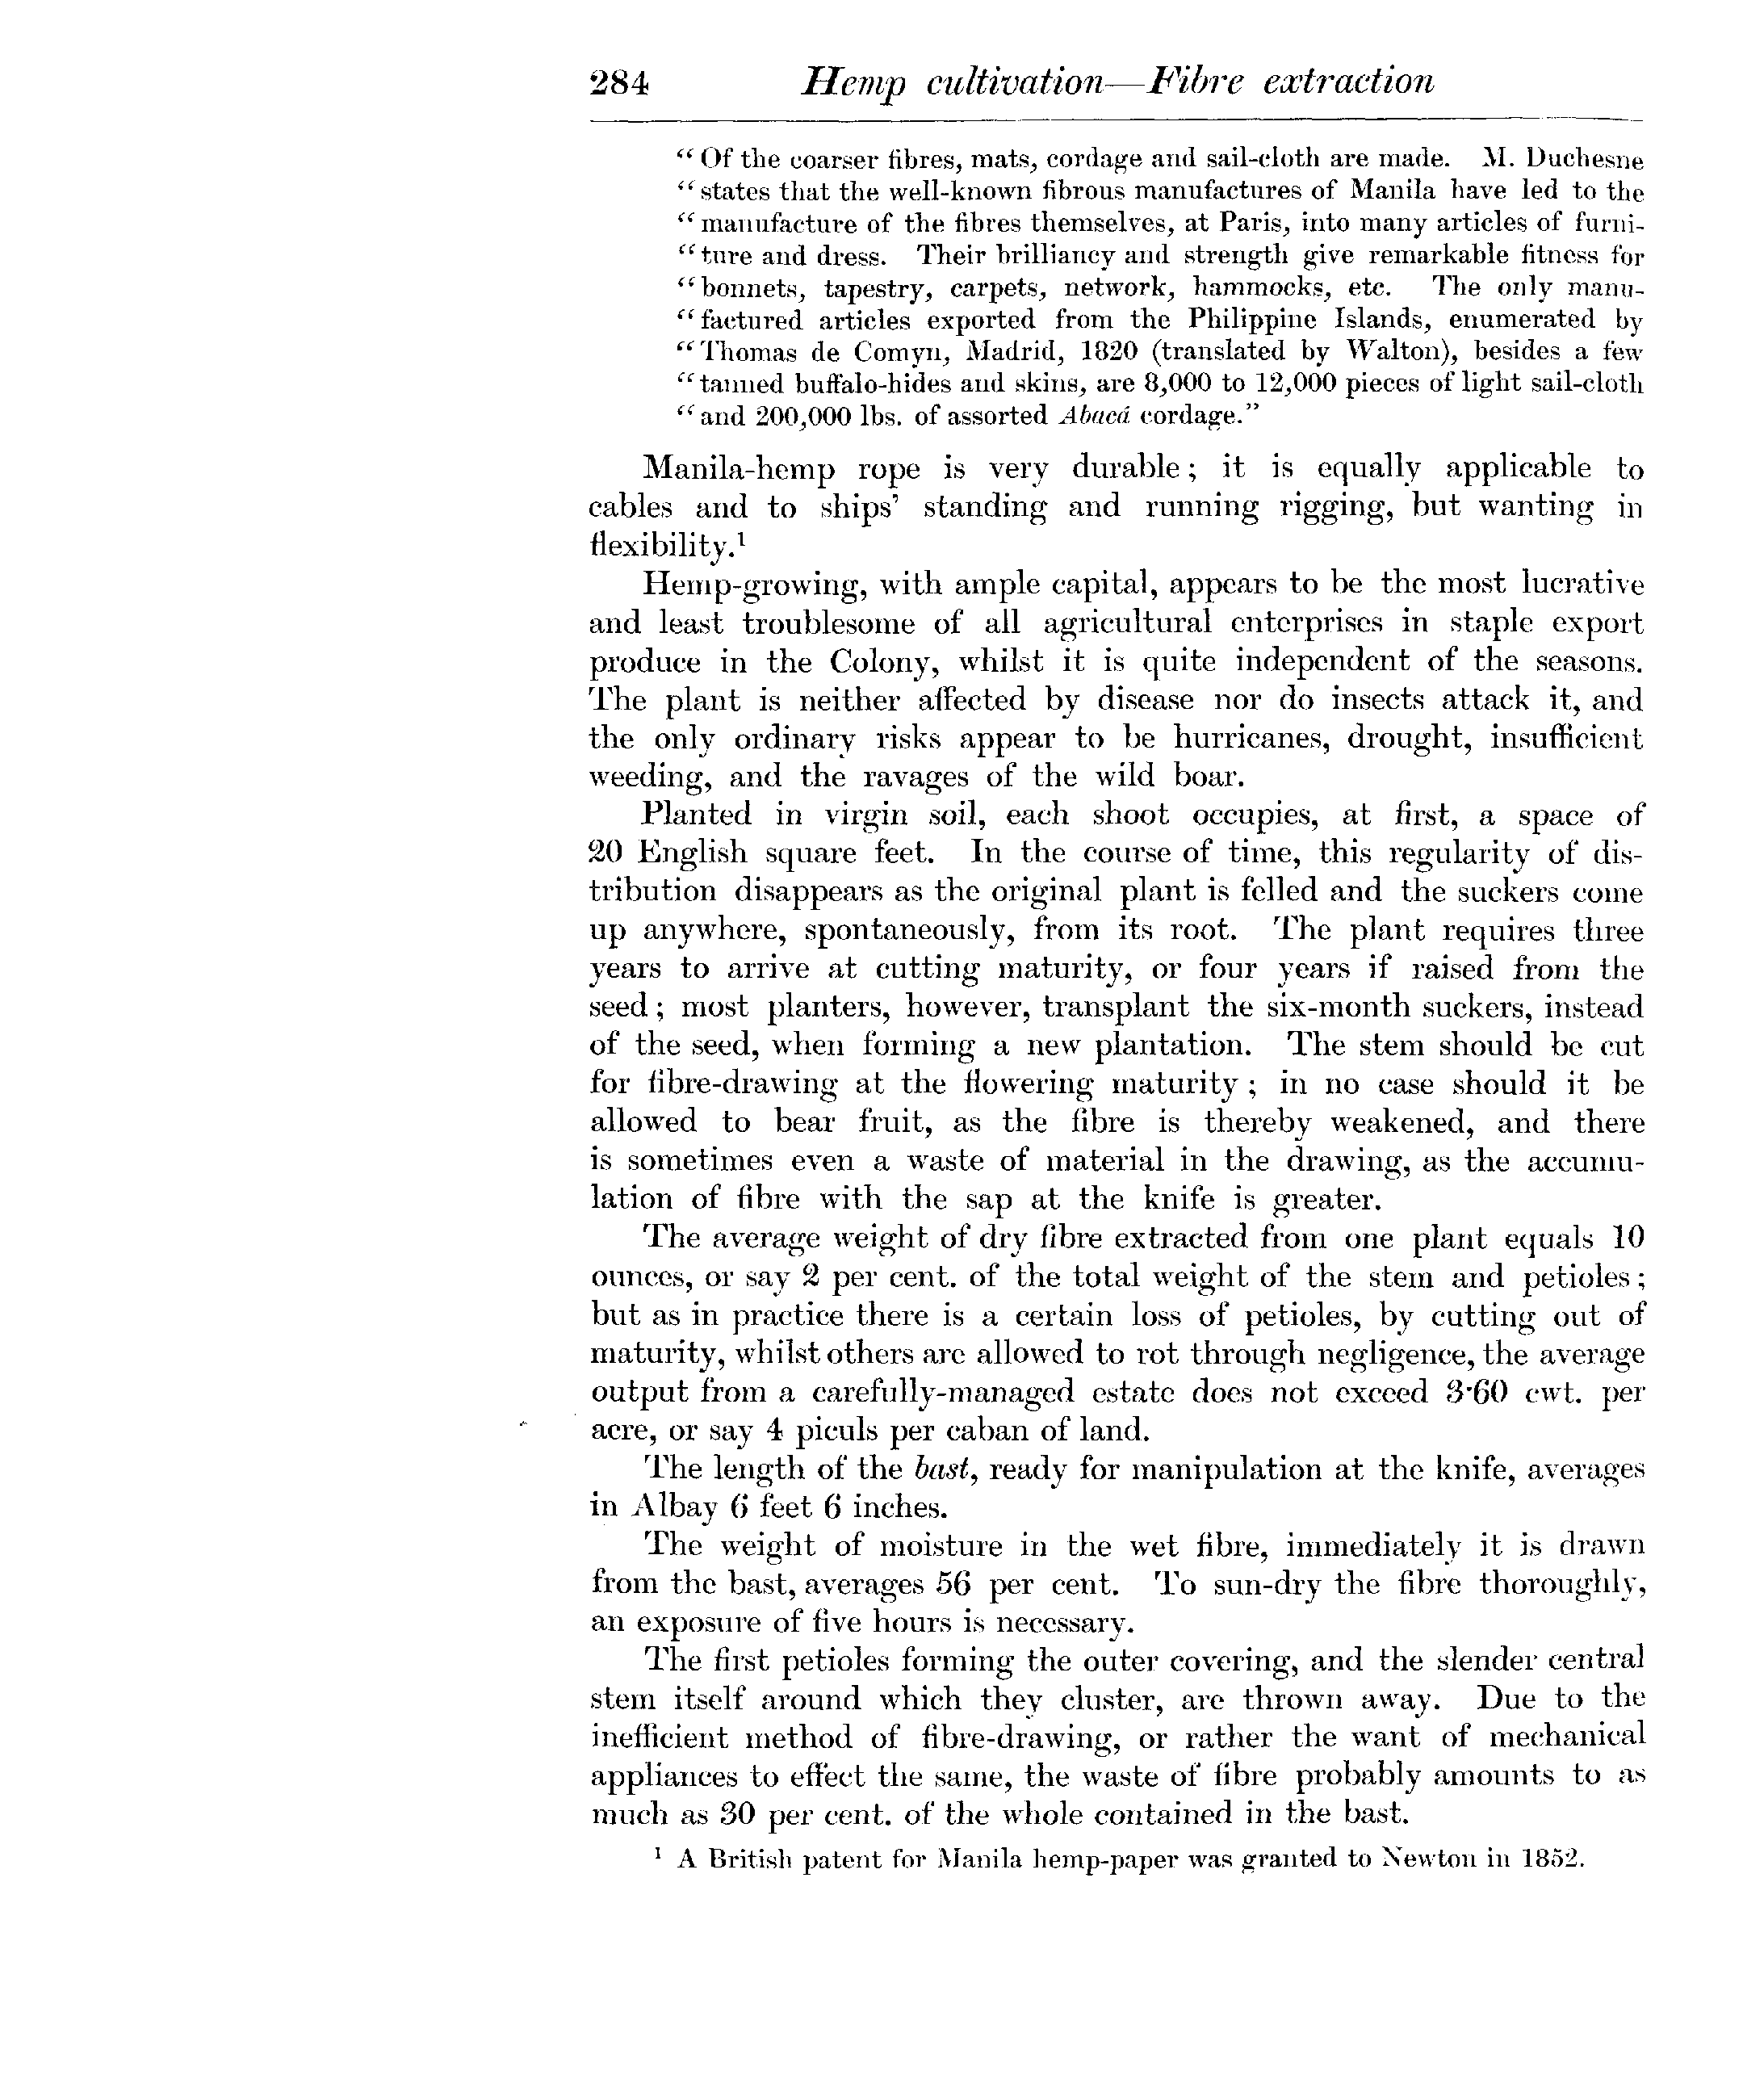 284 Hemp cultivation—Fibre extraction
“Of the coarser fibres, mats, cordage and sail-cloth are made. M. Duchesne
“states that the well-known fibrous manufactures of Manila have led to the
“manufacture of the fibres themselves, at Paris, into many articles of furni-
“ture and dress. Their brilliancy and strength give remarkable fitness for
“bonnets, tapestry, carpets, network, hammocks, etc. The only manu-
“factured articles exported from the Philippine Islands, enumerated by
“Thomas de Comyn, Madrid, 1820 (translated by Walton), besides a few
“tanned buffalo-hides and skins, are 8,000 to 12,000 pieces of light sail-cloth
“and 200,000 lbs. of assorted Abacá cordage.”
Manila-hemp rope is very durable; it is equally applicable to
cables and to ships’ standing and running rigging, but wanting in
flexibility.¹
Hemp-growing, with ample capital, appears to be the most lucrative
and least troublesome of all agricultural enterprises in staple export
produce in the Colony, whilst it is quite independent of the seasons.
The plant is neither affected by disease nor do insects attack it, and
the only ordinary risks appear to be hurricanes, drought, insufficient
weeding, and the ravages of the wild boar.
Planted in virgin soil, each shoot occupies, at first, a space of
20 English square feet. In the course of time, this regularity of dis-
tribution disappears as the original plant is felled and the suckers come
up anywhere, spontaneously, from its root. The plant requires three
years to arrive at cutting maturity, or four years if raised from the
seed; most planters, however, transplant the six-month suckers, instead
of the seed, when forming a new plantation. The stem should be cut
for fibre-drawing at the flowering maturity; in no case should it be
allowed to bear fruit, as the fibre is thereby weakened, and there
is sometimes even a waste of material in the drawing, as the accumu-
lation of fibre with the sap at the knife is greater.
The average weight of dry fibre extracted from one plant equals 10
ounces, or say 2 per cent. of the total weight of the stem and petioles;
but as in practice there is a certain loss of petioles, by cutting out of
maturity, whilst others are allowed to rot through negligence, the average
output from a carefully-managed estate does not exceed 3·60 cwt. per
acre, or say 4 piculs per caban of land.
The length of the bast, ready for manipulation at the knife, averages
in Albay 6 feet 6 inches.
The weight of moisture in the wet fibre, immediately it is drawn
from the bast, averages 56 per cent. To sun-dry the fibre thoroughly,
an exposure of five hours is necessary.
The first petioles forming the outer covering, and the slender central
stem itself around which they cluster, are thrown away. Due to the
inefficient method of fibre-drawing, or rather the want of mechanical
appliances to effect the same, the waste of fibre probably amounts to as
much as 30 per cent. of the whole contained in the bast.
¹ A British patent for Manila hemp-paper was granted to Newton in 1852.